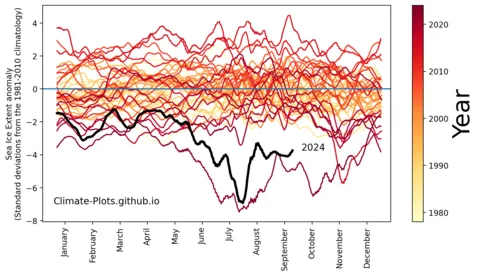 Sea Ice Extent anomaly
(Standard deviations from the 1981-2010 climatology)
4
2
0
−2
−4
−6
−8
2024
Climate-Plots.github.io
January
February
March
April
May
June
July
August
September
October
November
December
2020
2010
2000
1990
1980
Year